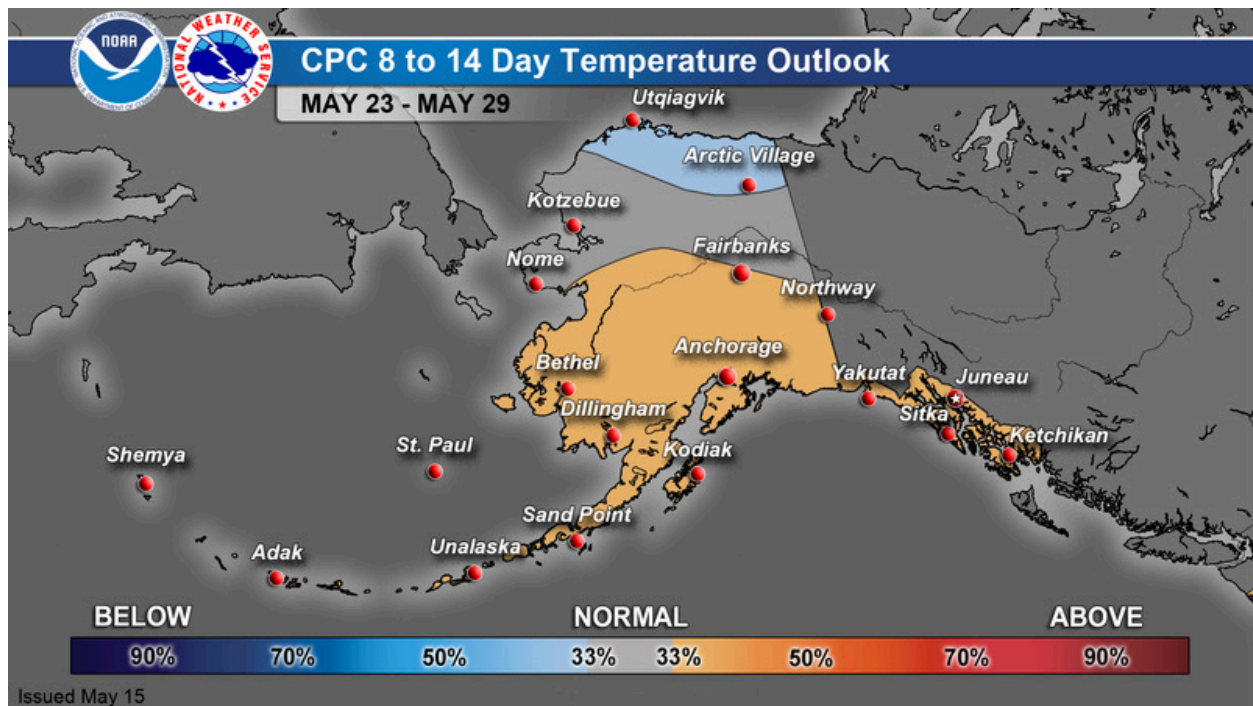 NOAA
NATIONAL WEATHER SERVICE
CPC 8 to 14 Day Temperature Outlook
MAY 23 - MAY 29
Utqiagvik
Arctic Village
Kotzebue
Fairbanks
Nome
Northway
Anchorage
Bethel
Yakutat
Juneau
Dillingham
Sitka
Ketchikan
St. Paul
Kodiak
Shemya
Sand Point
Unalaska
Adak
BELOW NORMAL ABOVE
90% 70% 50% 33% 33% 50% 70% 90%
Issued May 15